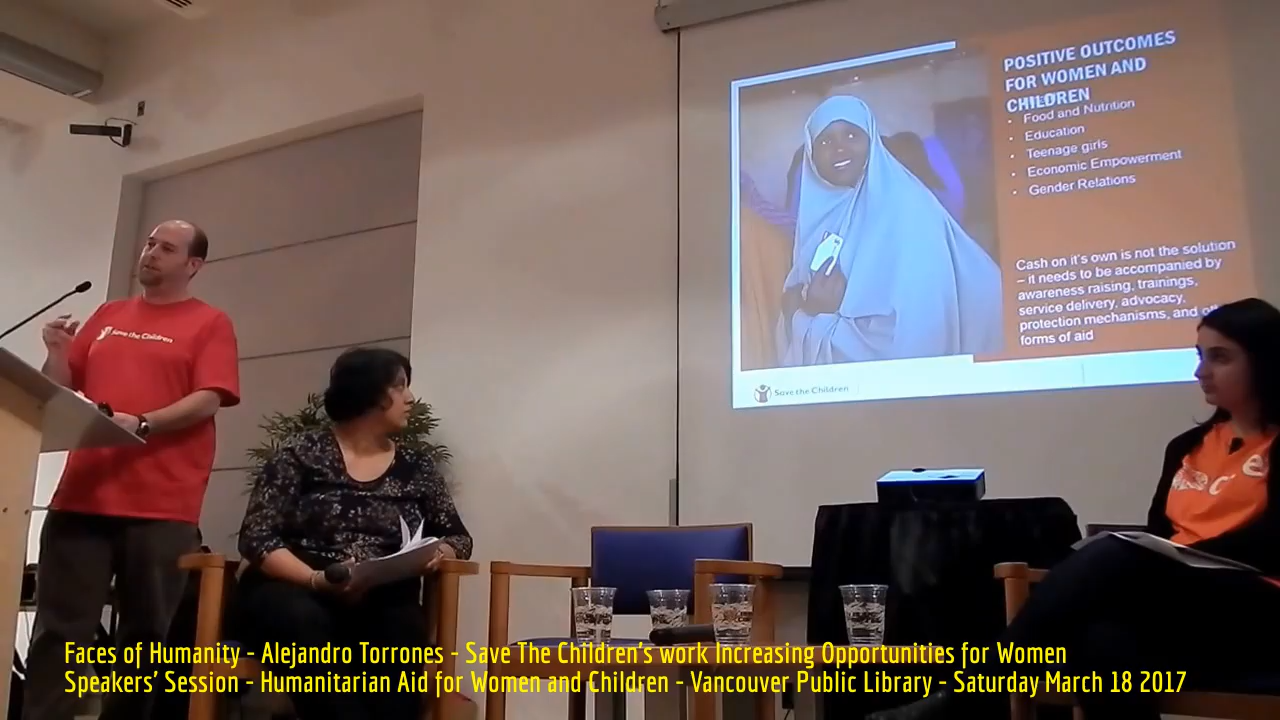 POSITIVE OUTCOMES
FOR WOMEN AND
CHILDREN
• Food and Nutrition
• Education
• Teenage girls
• Economic Empowerment
• Gender Relations
Cash on it's own is not the solution
– it needs to be accompanied by
awareness raising, trainings,
service delivery, advocacy,
protection mechanisms, and
forms of aid
Save the Children
Save the Children
Faces of Humanity - Alejandro Torrones - Save The Children's work Increasing Opportunities for Women
Speakers' Session - Humanitarian Aid for Women and Children - Vancouver Public Library - Saturday March 18 2017